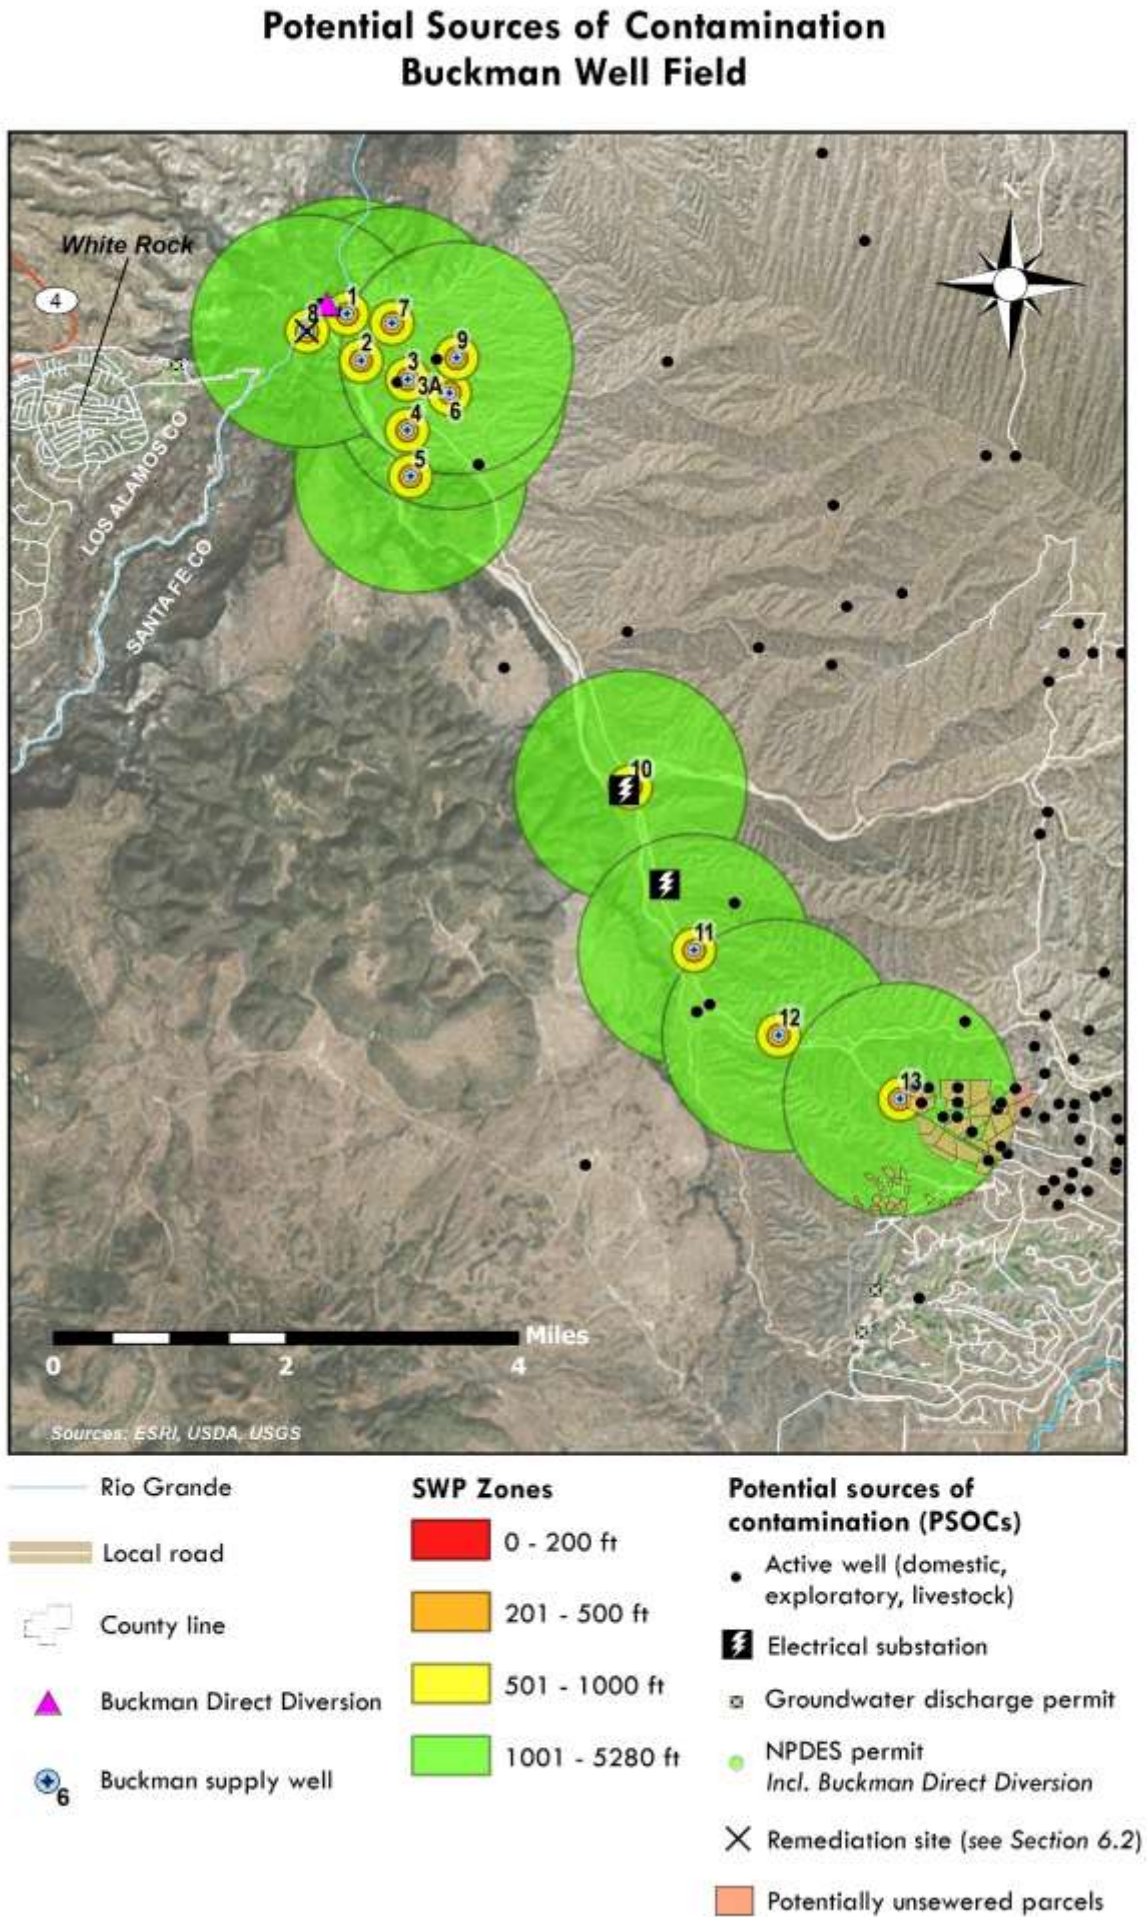 Potential Sources of Contamination
Buckman Well Field
N
White Rock
4
8
1
7
2
9
3
3A
6
4
5
LOS ALAMOS CO
SANTA FE CO
10
11
12
13
Miles
0
2
4
Sources: ESRI, USDA, USGS
Rio Grande
Local road
County line
Buckman Direct Diversion
6
Buckman supply well
SWP Zones
0 - 200 ft
201 - 500 ft
501 - 1000 ft
1001 - 5280 ft
Potential sources of
contamination (PSOCs)
Active well (domestic,
exploratory, livestock)
Electrical substation
Groundwater discharge permit
NPDES permit
Incl. Buckman Direct Diversion
Remediation site (see Section 6.2)
Potentially unsewered parcels